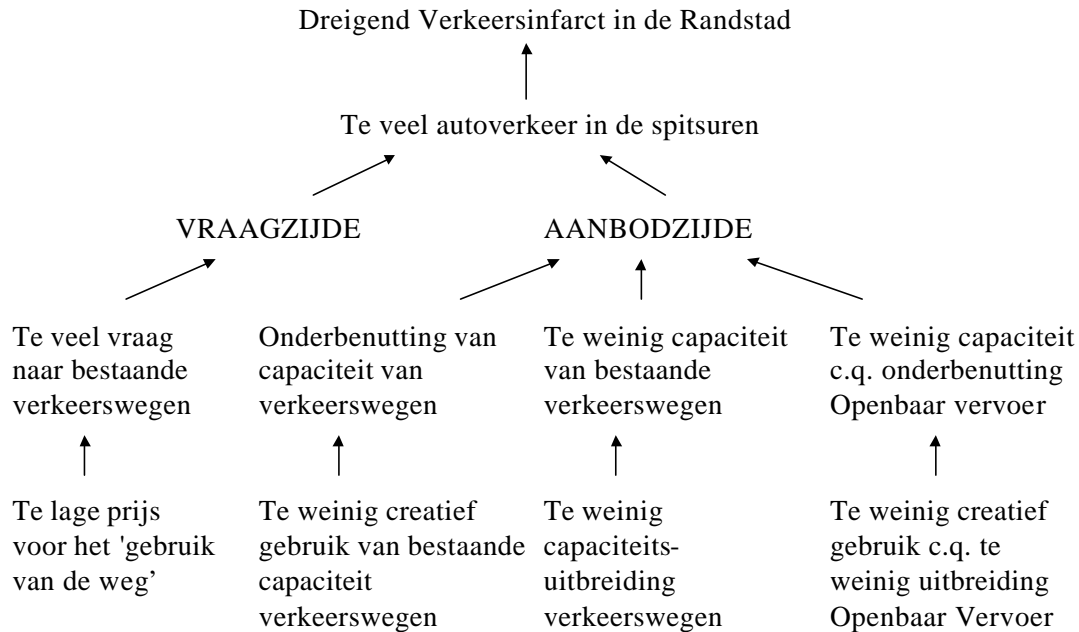 Dreigend Verkeersinfarct in de Randstad
Te veel autoverkeer in de spitsuren
VRAAGZIJDE
AANBODZIJDE
Te veel vraag
naar bestaande
verkeerswegen
Onderbenutting van
capaciteit van
verkeerswegen
Te weinig capaciteit
van bestaande
verkeerswegen
Te weinig capaciteit
c.q. onderbenutting
Openbaar vervoer
Te lage prijs
voor het 'gebruik
van de weg’
Te weinig creatief
gebruik van bestaande
capaciteit
verkeerswegen
Te weinig
capaciteits-
uitbreiding
verkeerswegen
Te weinig creatief
gebruik c.q. te
weinig uitbreiding
Openbaar Vervoer